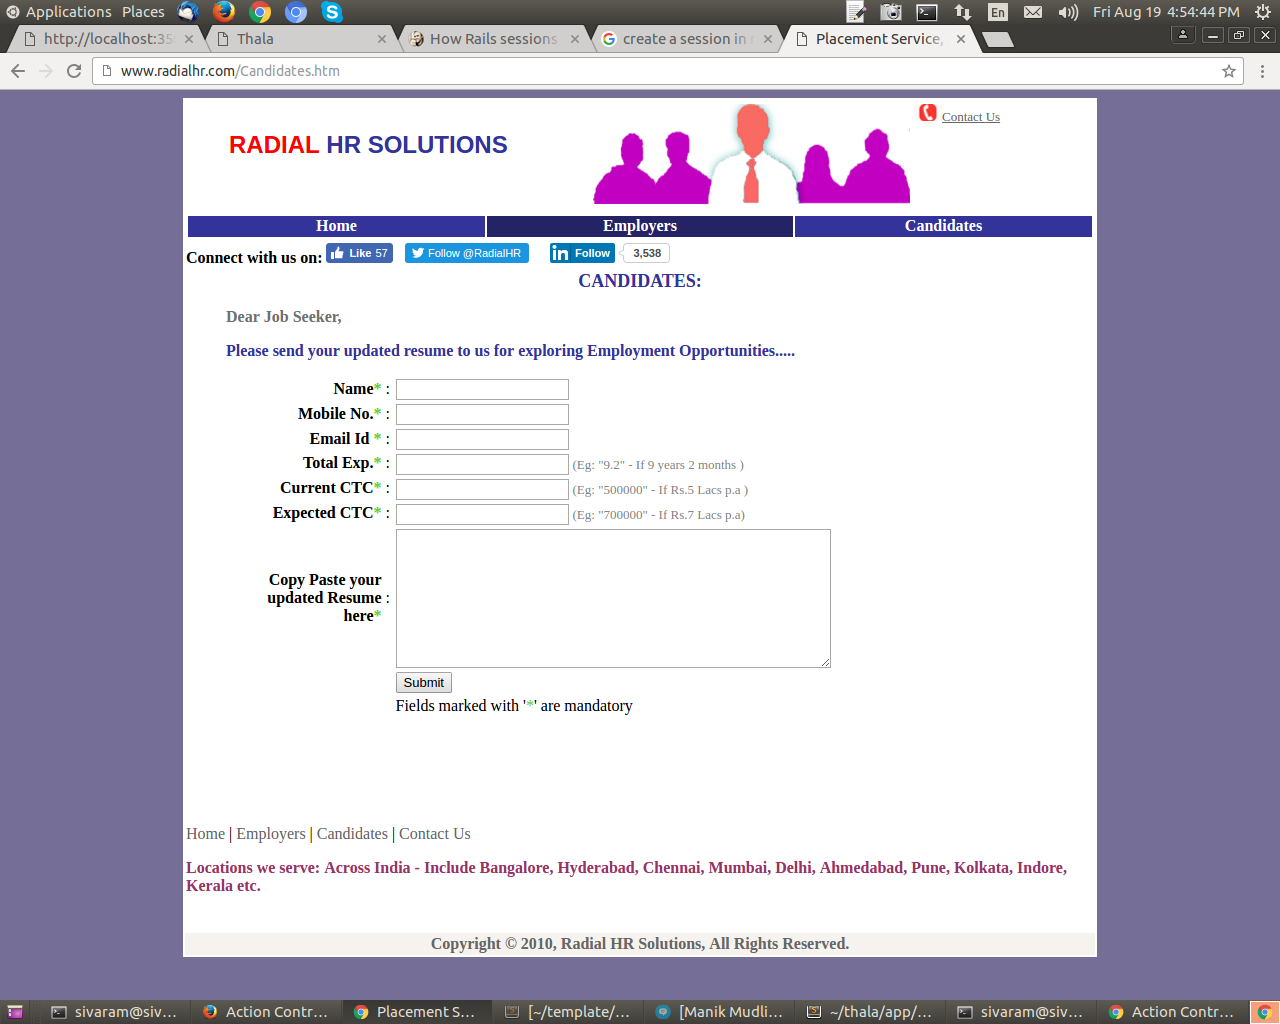 Applications Places En Fri Aug 19 4:54:44 PM
http://localhost:35 Thala How Rails sessions create a session in r Placement Service,
www.radialhr.com/Candidates.htm
RADIAL HR SOLUTIONS
Contact Us
Home Employers Candidates
Connect with us on: Like 57 Follow @RadialHR in Follow 3,538
CANDIDATES:
Dear Job Seeker,
Please send your updated resume to us for exploring Employment Opportunities.....
Name* :
Mobile No.* :
Email Id * :
Total Exp.* : (Eg: "9.2" - If 9 years 2 months )
Current CTC* : (Eg: "500000" - If Rs.5 Lacs p.a )
Expected CTC* : (Eg: "700000" - If Rs.7 Lacs p.a)
Copy Paste your
updated Resume :
here*
Submit
Fields marked with '*' are mandatory
Home | Employers | Candidates | Contact Us
Locations we serve: Across India - Include Bangalore, Hyderabad, Chennai, Mumbai, Delhi, Ahmedabad, Pune, Kolkata, Indore,
Kerala etc.
Copyright © 2010, Radial HR Solutions, All Rights Reserved.
sivaram@siv... Action Contr... Placement S... [~/template/... [Manik Mudli... ~/thala/app/... sivaram@siv... Action Contr...